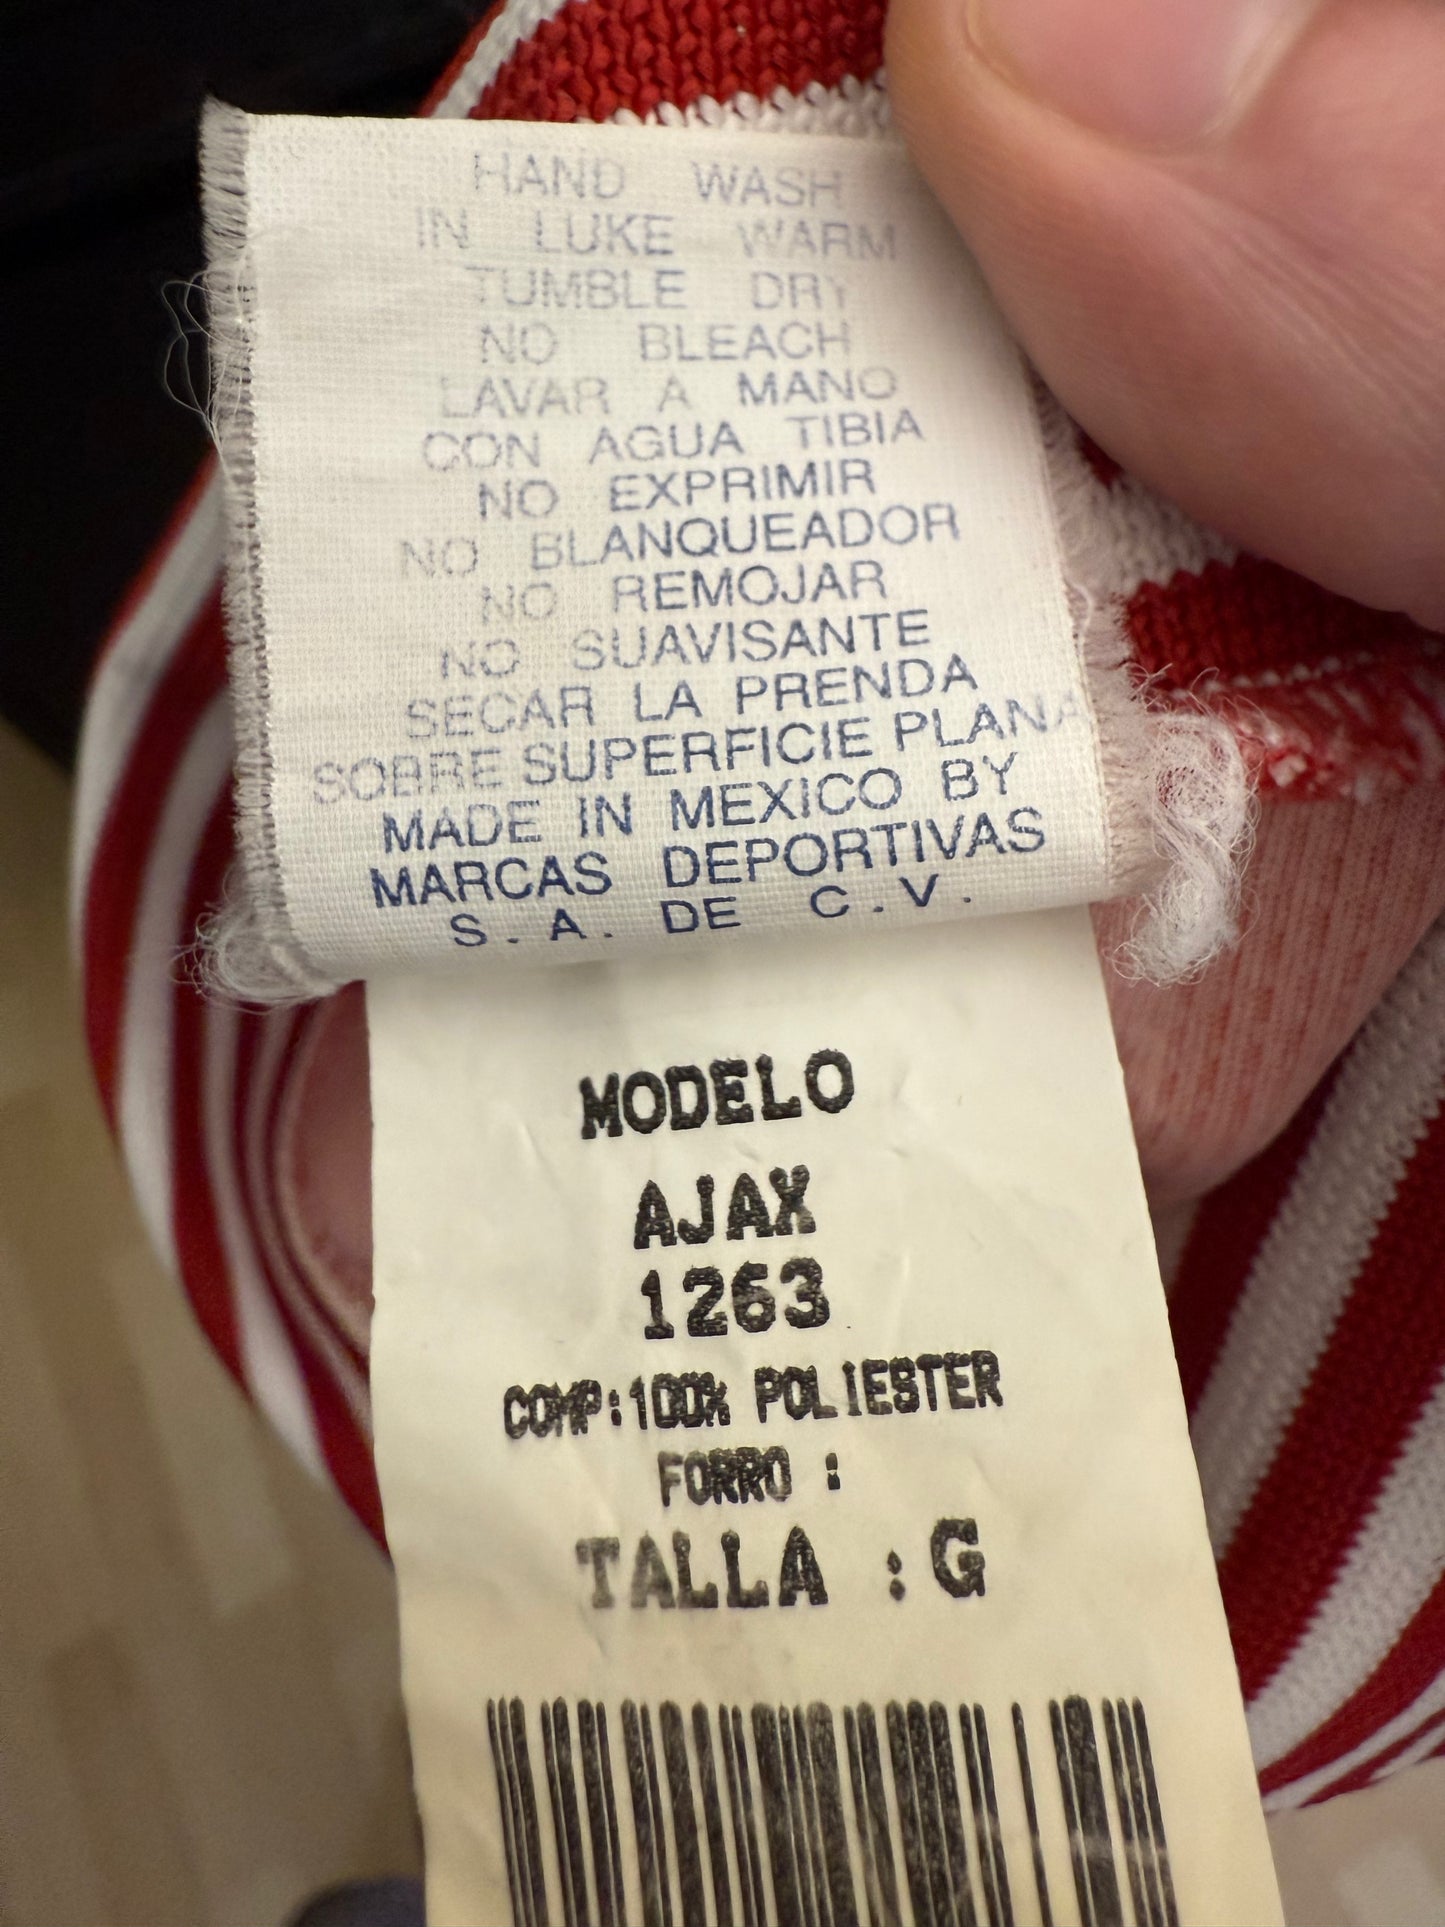 HAND WASH
IN LUKE WARM
TUMBLE DRY
NO BLEACH
LAVAR A MANO
CON AGUA TIBIA
NO EXPRIMIR
NO BLANQUEADOR
NO REMOJAR
NO SUAVISANTE
SECAR LA PRENDA
SOBRE SUPERFICIE PLANA
MADE IN MEXICO BY
MARCAS DEPORTIVAS
S. A. DE C.V.
MODELO
AJAX
1263
COMP:100% POLIESTER
FORRO :
TALLA :G